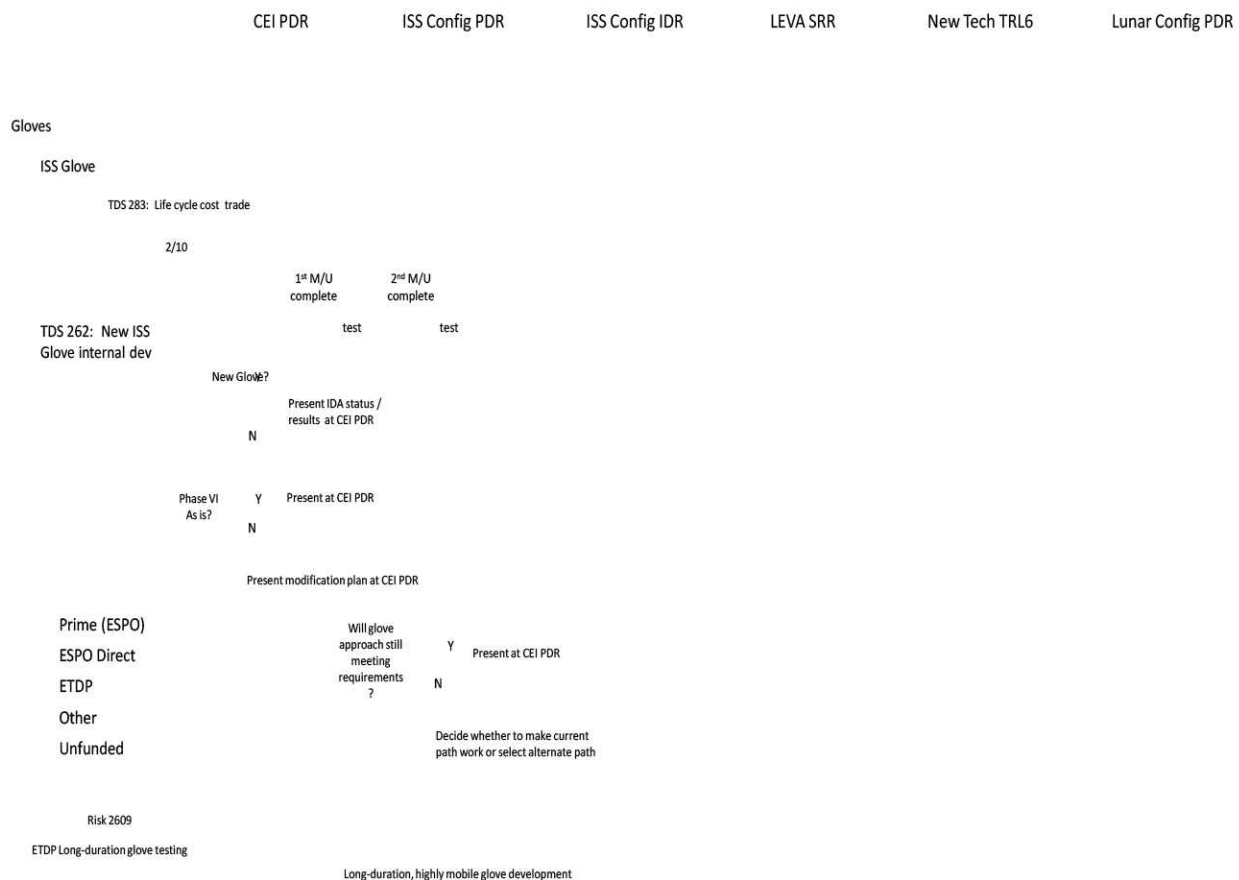 CEI PDR ISS Config PDR ISS Config IDR LEVA SRR New Tech TRL6 Lunar Config PDR
Gloves
ISS Glove
TDS 283: Life cycle cost trade
2/10
1st M/U
complete
2nd M/U
complete
TDS 262: New ISS
Glove internal dev
test
test
New Glove?
Y
Present IDA status /
results at CEI PDR
N
Phase VI
As is?
Y
Present at CEI PDR
N
Present modification plan at CEI PDR
Prime (ESPO)
ESPO Direct
ETDP
Other
Unfunded
Will glove
approach still
meeting
requirements
?
Y
Present at CEI PDR
N
Decide whether to make current
path work or select alternate path
Risk 2609
ETDP Long-duration glove testing
Long-duration, highly mobile glove development